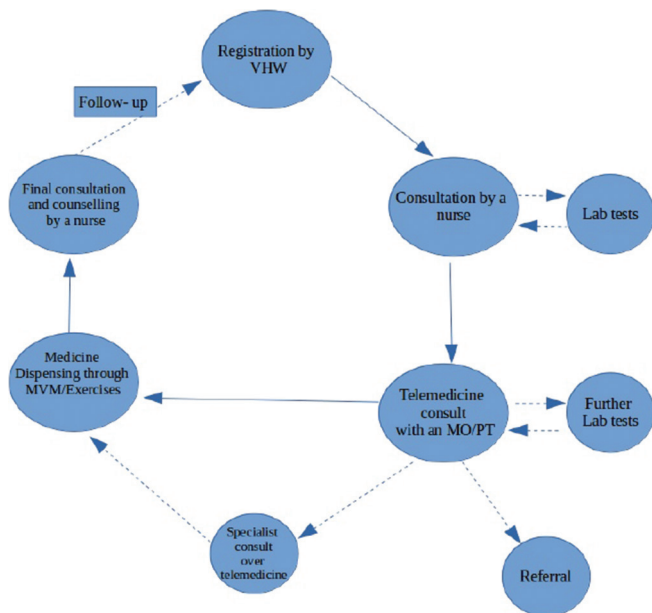 Registration by
VHW
Follow- up
Final consultation
and counselling
by a nurse
Consultation by a
nurse
Lab tests
Medicine
Dispensing through
MVM/Exercises
Telemedicine
consult
with an MO/PT
Further
Lab tests
Specialist
consult
over
telemedicine
Referral